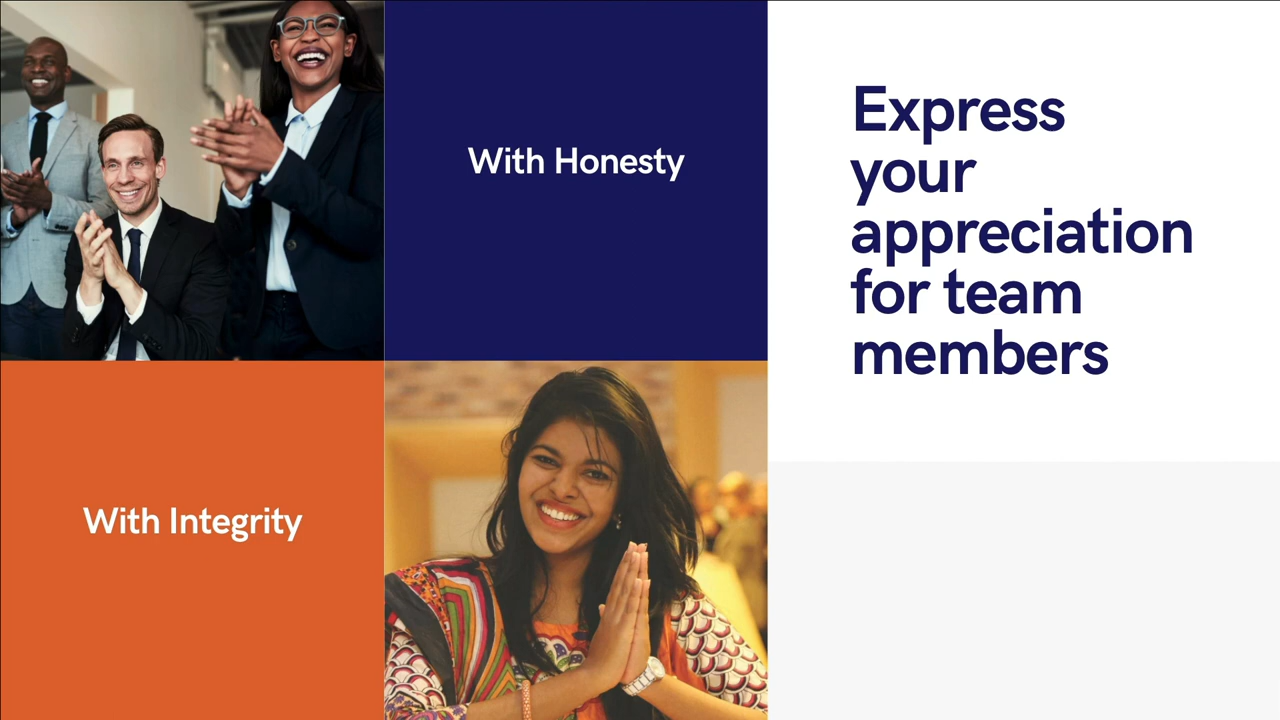 With Honesty
Express
your
appreciation
for team
members
With Integrity